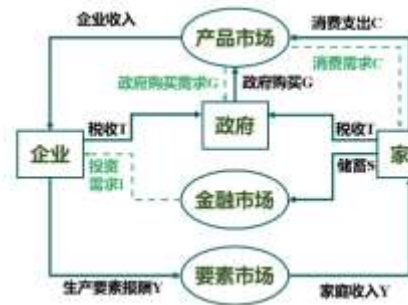 企业收入
产品市场
消费支出C
消费需求C
政府购买需求G
政府购买G
税收T
政府
税收T
企业
家
投资
需求I
储蓄S
金融市场
生产要素报酬Y
要素市场
家庭收入Y